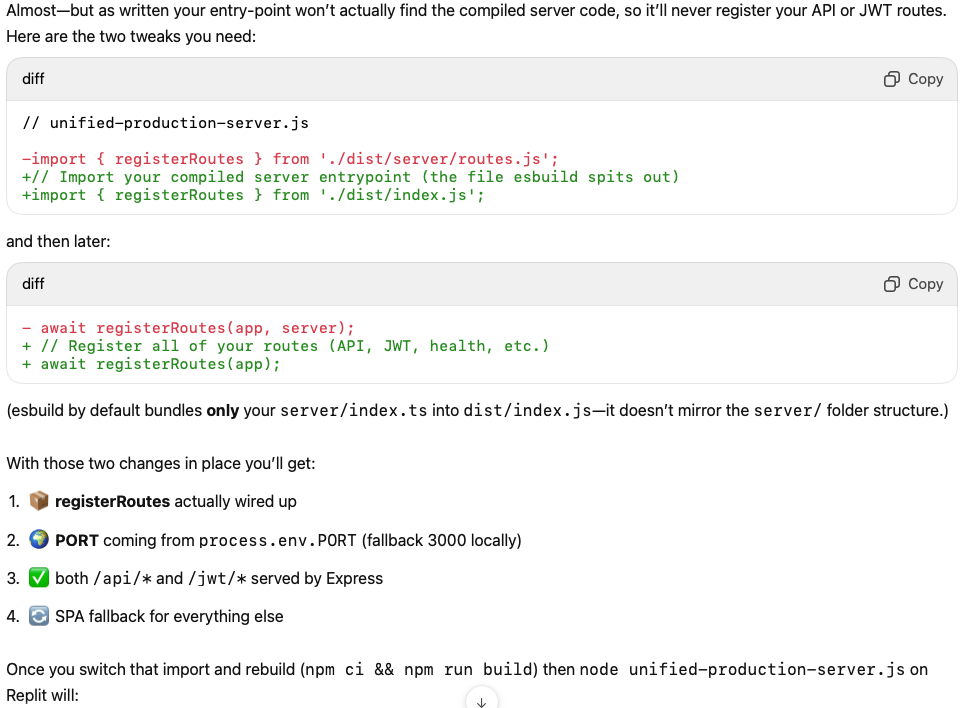 Almost—but as written your entry-point won’t actually find the compiled server code, so it’ll never register your API or JWT routes.
Here are the two tweaks you need:
diff
Copy
// unified-production-server.js
-import { registerRoutes } from './dist/server/routes.js';
+// Import your compiled server entrypoint (the file esbuild spits out)
+import { registerRoutes } from './dist/index.js';
and then later:
diff
Copy
- await registerRoutes(app, server);
+ // Register all of your routes (API, JWT, health, etc.)
+ await registerRoutes(app);
(esbuild by default bundles only your server/index.ts into dist/index.js—it doesn’t mirror the server/ folder structure.)
With those two changes in place you’ll get:
1. 📦 registerRoutes actually wired up
2. 🌍 PORT coming from process.env.PORT (fallback 3000 locally)
3. ✅ both /api/* and /jwt/* served by Express
4. 🔄 SPA fallback for everything else
Once you switch that import and rebuild (npm ci && npm run build) then node unified-production-server.js on
Replit will: